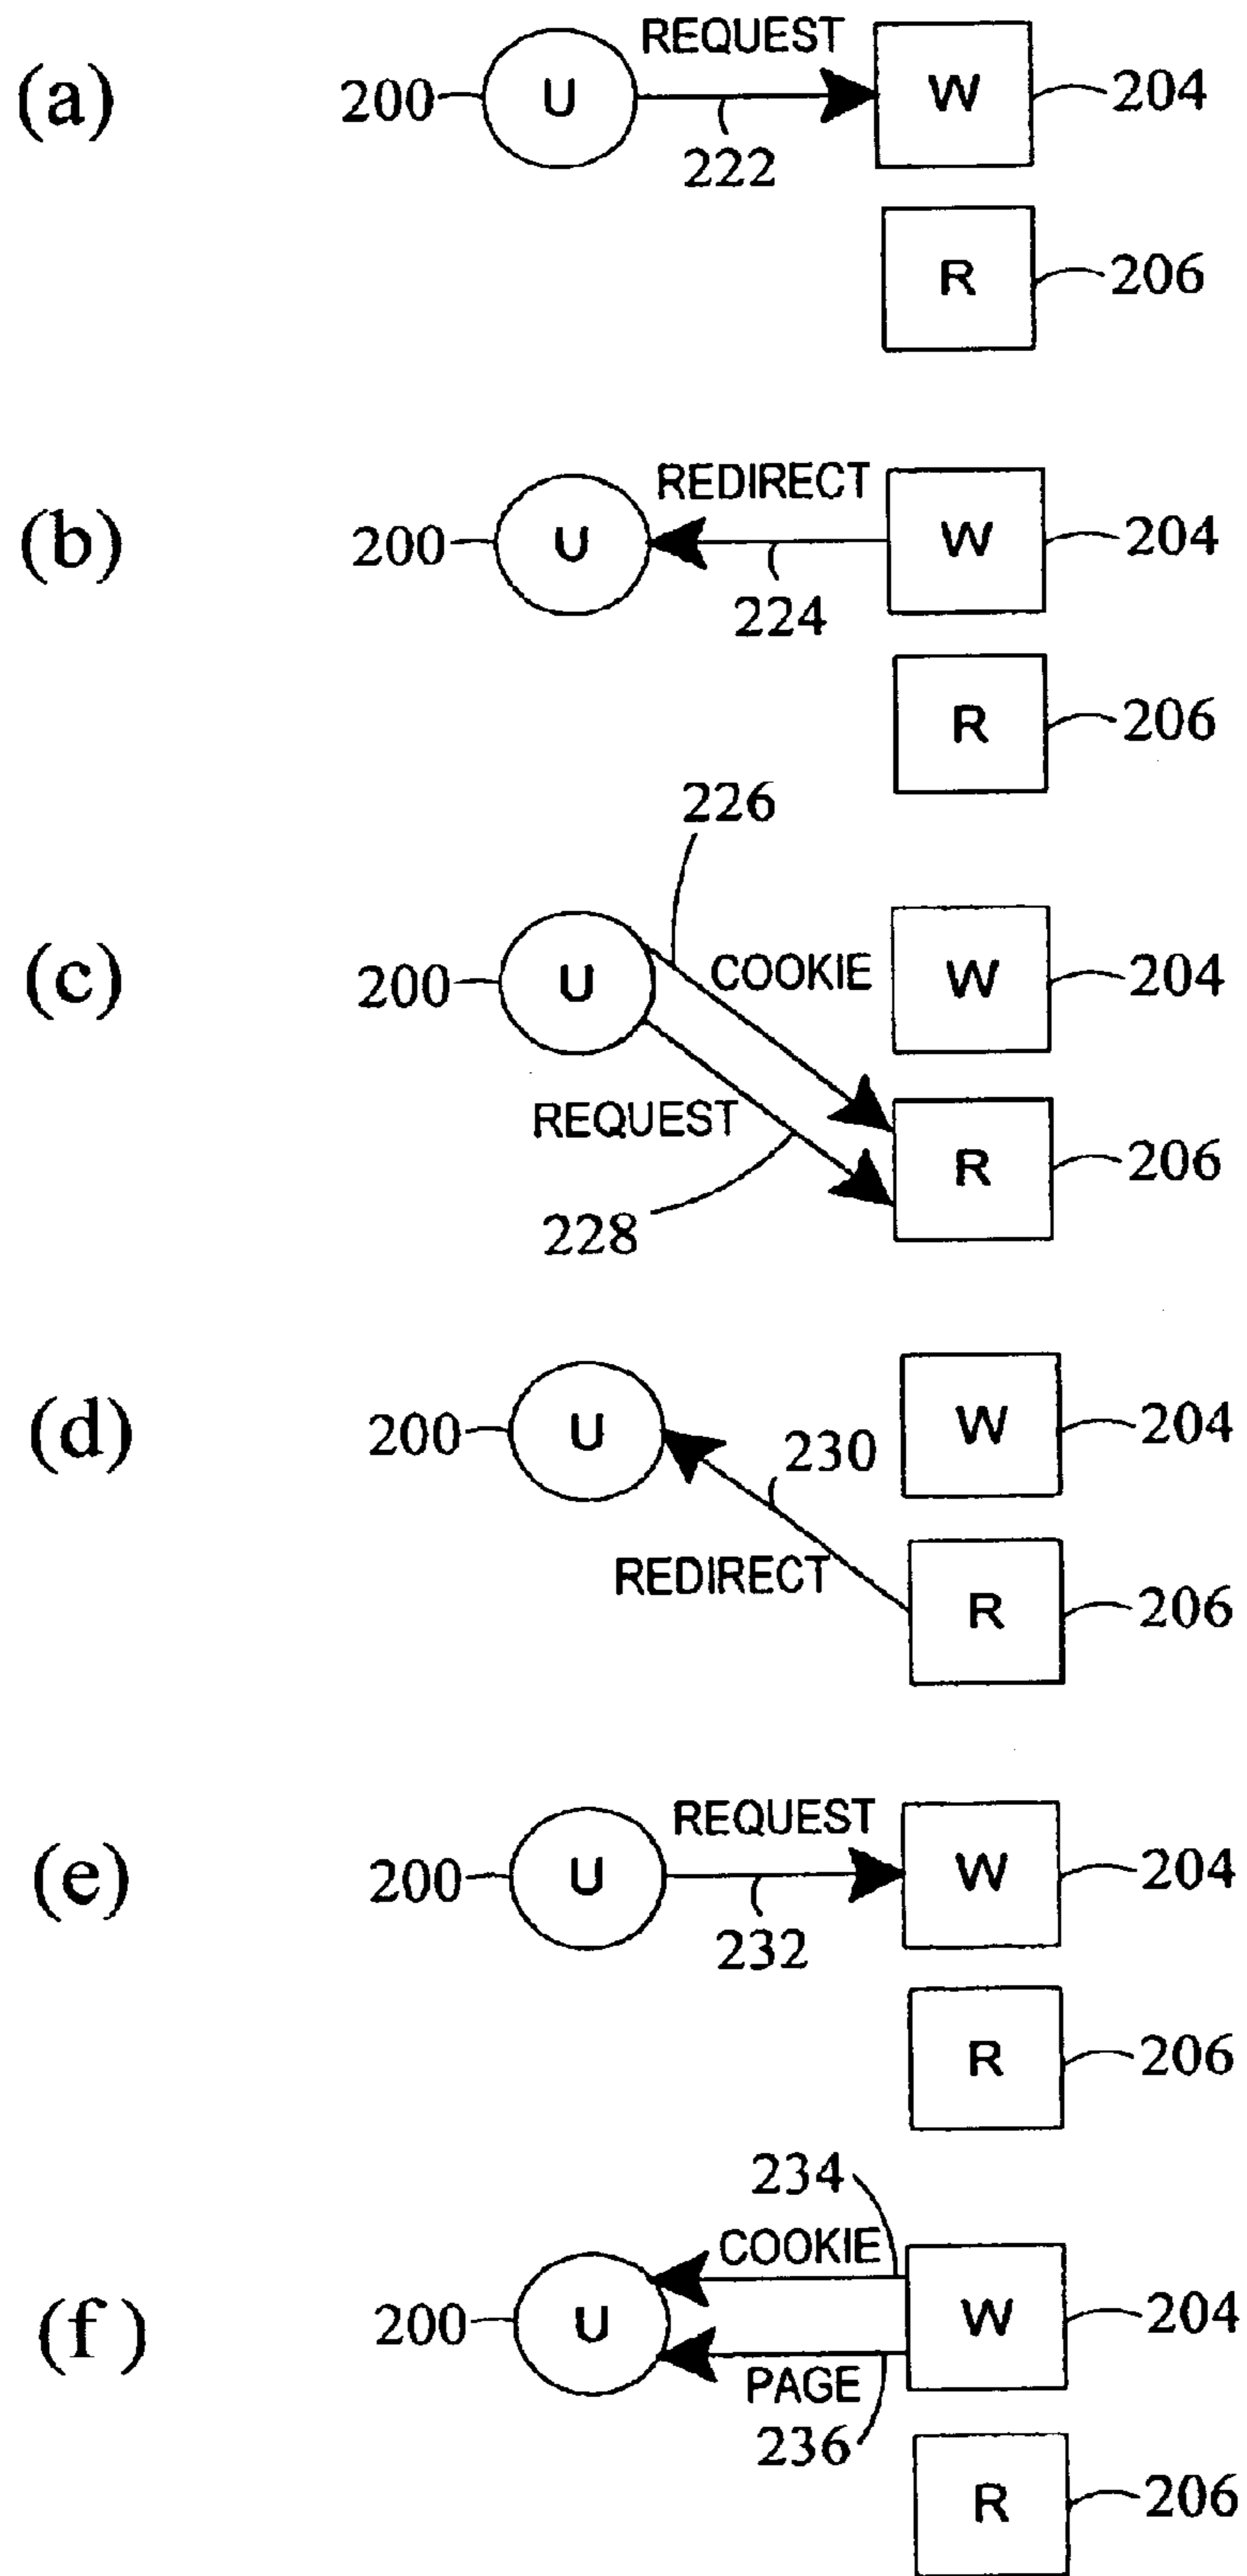 REQUEST
(a) 200 U W 204
222
R 206
REDIRECT
(b) 200 U W 204
224
R 206
226
(c) 200 U COOKIE W 204
REQUEST R 206
228
(d) 200 U 230 W 204
REDIRECT R 206
REQUEST
(e) 200 U W 204
232
R 206
234
COOKIE
(f) 200 U W 204
PAGE
236
R 206